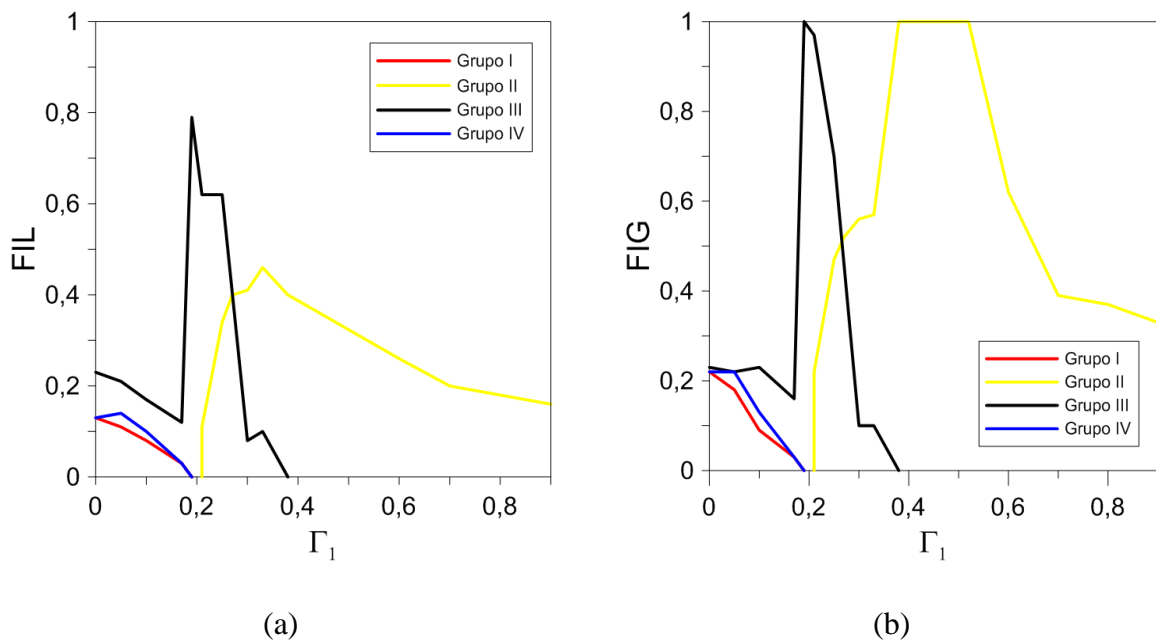 1
0,8
0,6
0,4
0,2
0
FIL
0
0,2
0,4
0,6
0,8
Γ₁
Grupo I
Grupo II
Grupo III
Grupo IV
(a)
1
0,8
0,6
0,4
0,2
0
FIG
0
0,2
0,4
0,6
0,8
Γ₁
Grupo I
Grupo II
Grupo III
Grupo IV
(b)